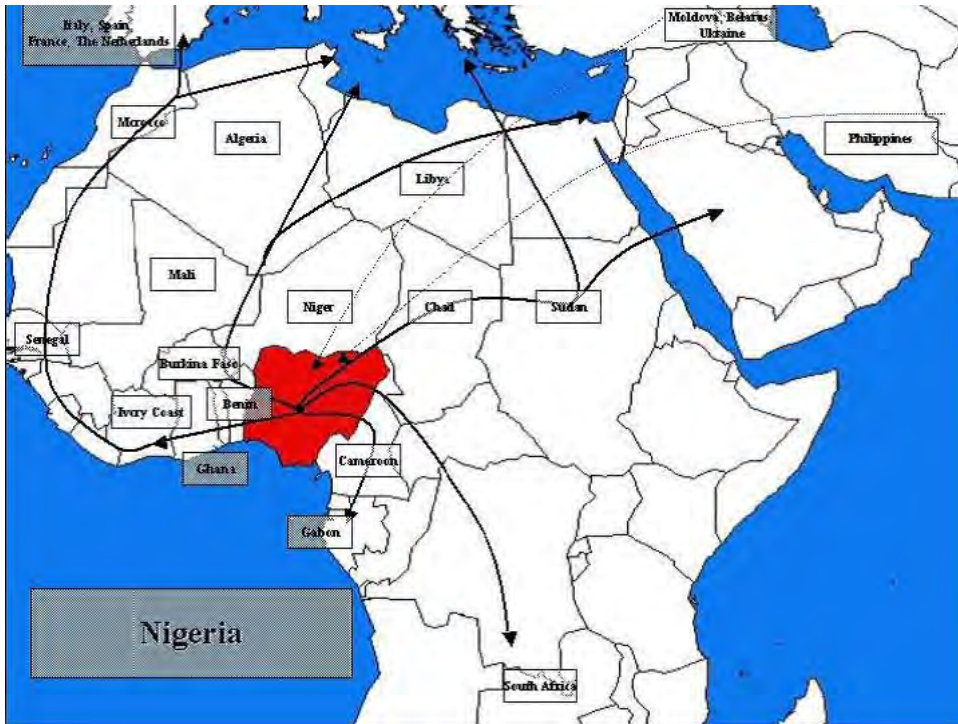 Italy, Spain
France, The Netherlands
Moldova, Belarus
Ukraine
Morocco
Algeria
Philippines
Libya
Mali
Niger
Chad
Sudan
Senegal
Burkina Faso
Benin
Ivory Coast
Cameroon
Ghana
Gabon
Nigeria
South Africa